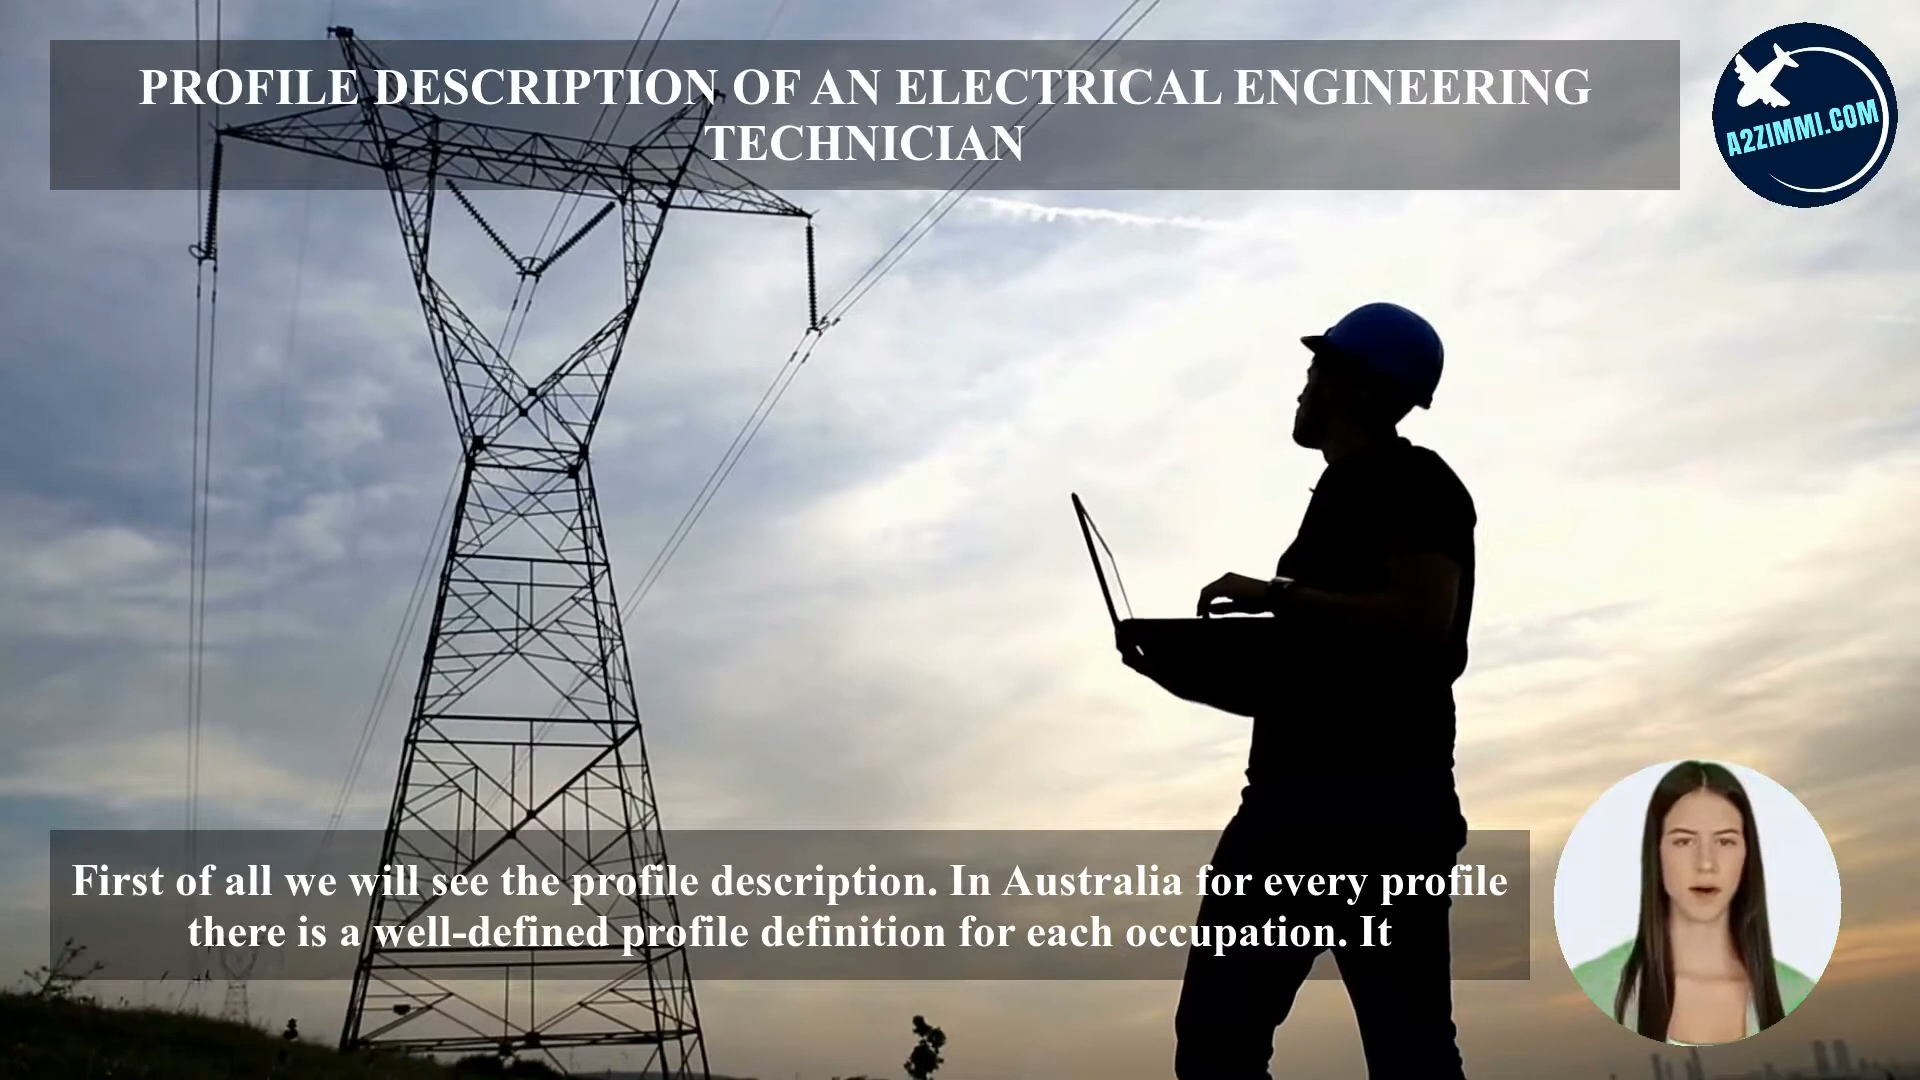 PROFILE DESCRIPTION OF AN ELECTRICAL ENGINEERING
TECHNICIAN
A2ZIMMI.COM
First of all we will see the profile description. In Australia for every profile
there is a well-defined profile definition for each occupation. It